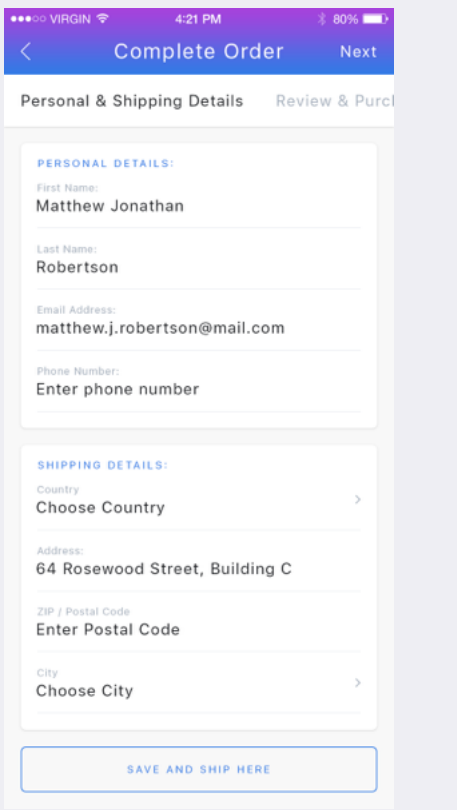 VIRGIN 4:21 PM 80%
Complete Order Next
Personal & Shipping Details Review &
PERSONAL DETAILS:
First Name:
Matthew Jonathan
Last Name:
Robertson
Email Address:
matthew.j.robertson@mail.com
Phone Number:
Enter phone number
SHIPPING DETAILS:
Country
Choose Country
Address:
64 Rosewood Street, Building C
ZIP / Postal Code
Enter Postal Code
City
Choose City
SAVE AND SHIP HERE